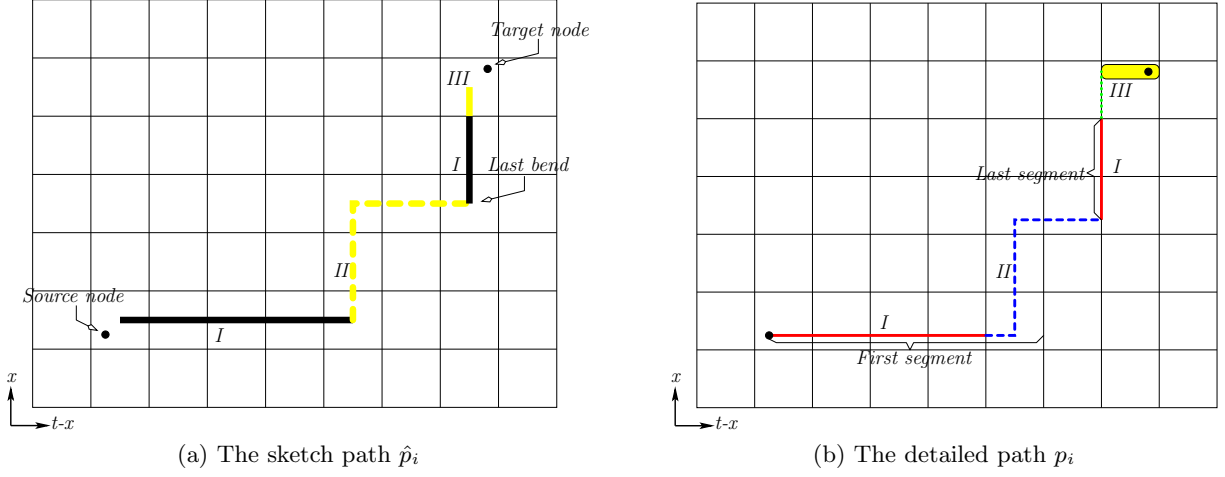 Target node
III
I
Last bend
II
Source node
I
x
t-x
(a) The sketch path p̂ᵢ
III
Last segment
I
II
I
First segment
x
t-x
(b) The detailed path pᵢ